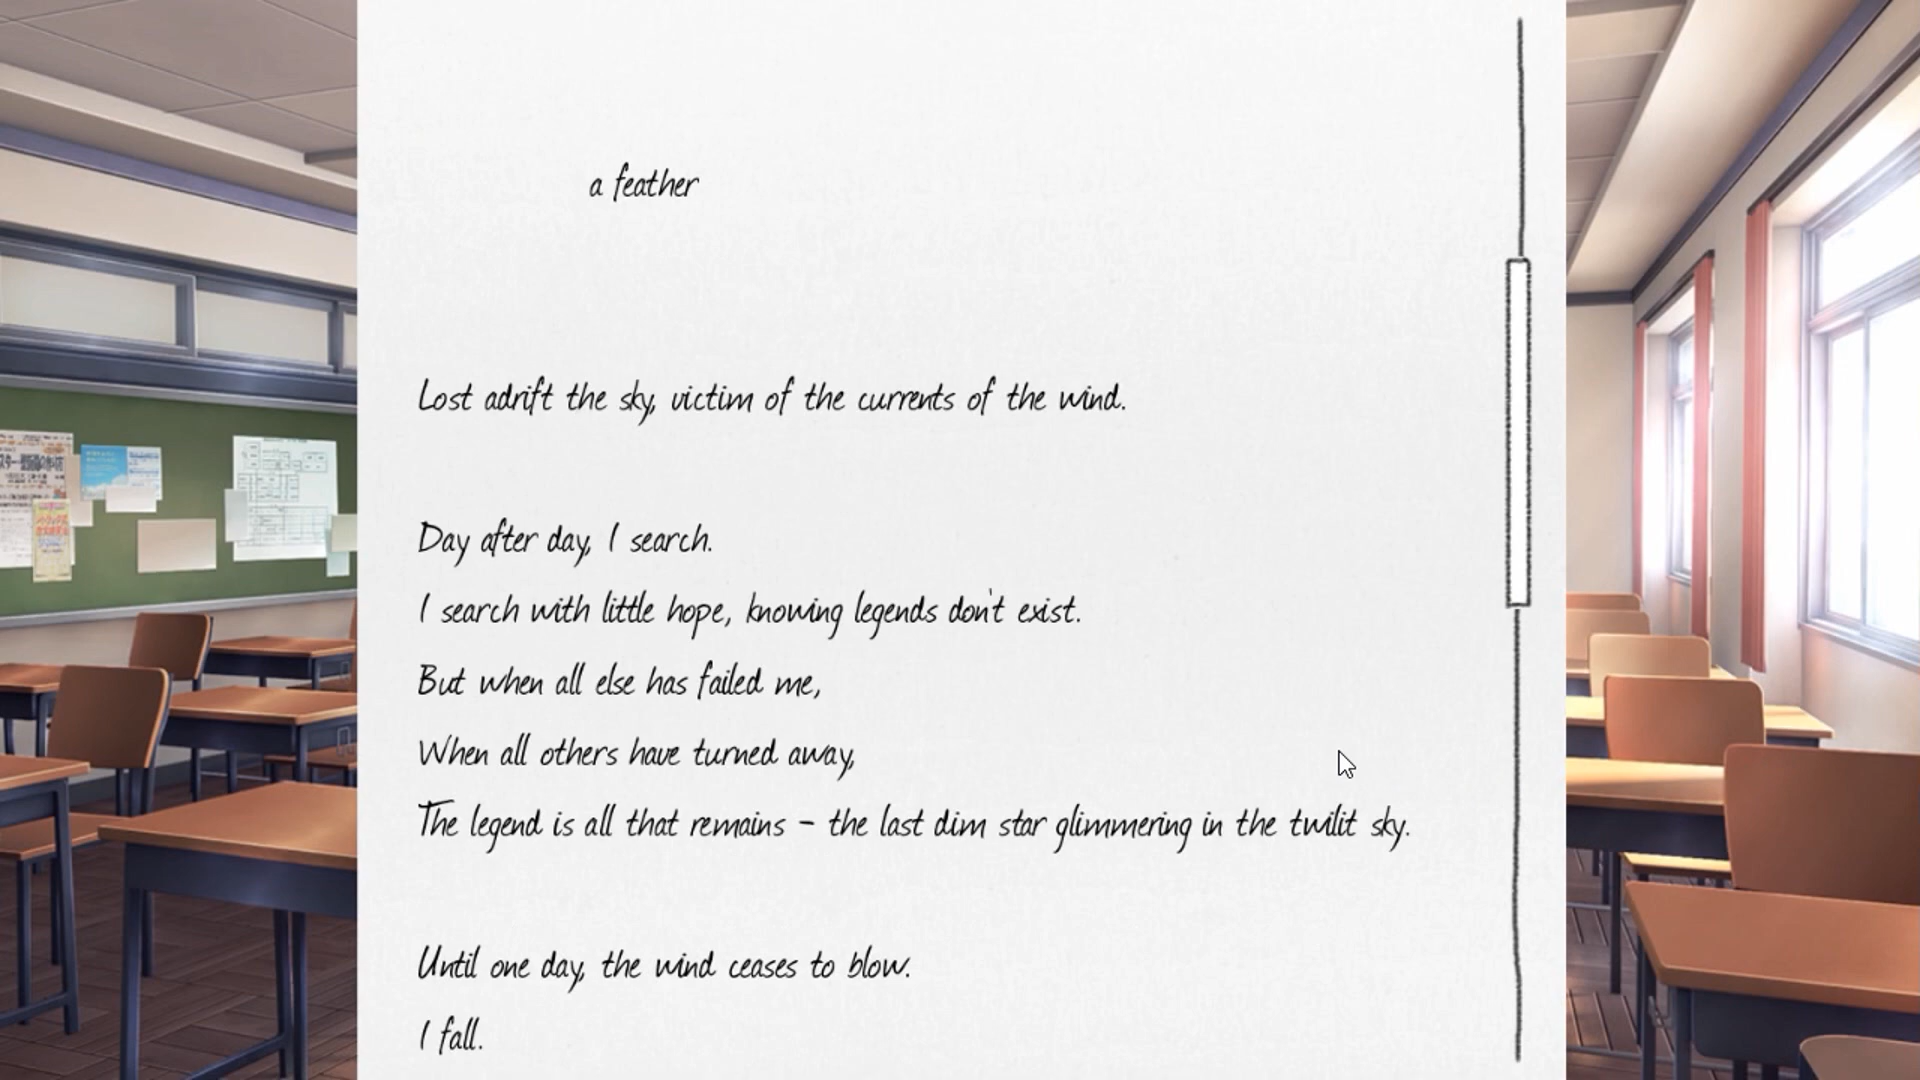 a feather
Lost adrift the sky, victim of the currents of the wind.
Day after day, I search.
I search with little hope, knowing legends don't exist.
But when all else has failed me,
When all others have turned away,
The legend is all that remains - the last dim star glimmering in the twilit sky.
Until one day, the wind ceases to blow.
I fall.